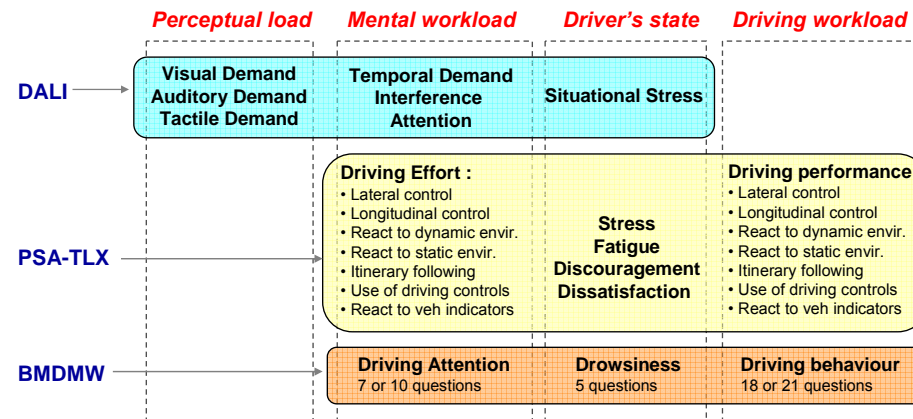 Perceptual load Mental workload Driver's state Driving workload
DALI
Visual Demand
Auditory Demand
Tactile Demand
Temporal Demand
Interference
Attention
Situational Stress
PSA-TLX
Driving Effort :
• Lateral control
• Longitudinal control
• React to dynamic envir.
• React to static envir.
• Itinerary following
• Use of driving controls
• React to veh indicators
Stress
Fatigue
Discouragement
Dissatisfaction
Driving performance
• Lateral control
• Longitudinal control
• React to dynamic envir.
• React to static envir.
• Itinerary following
• Use of driving controls
• React to veh indicators
BMDMW
Driving Attention
7 or 10 questions
Drowsiness
5 questions
Driving behaviour
18 or 21 questions